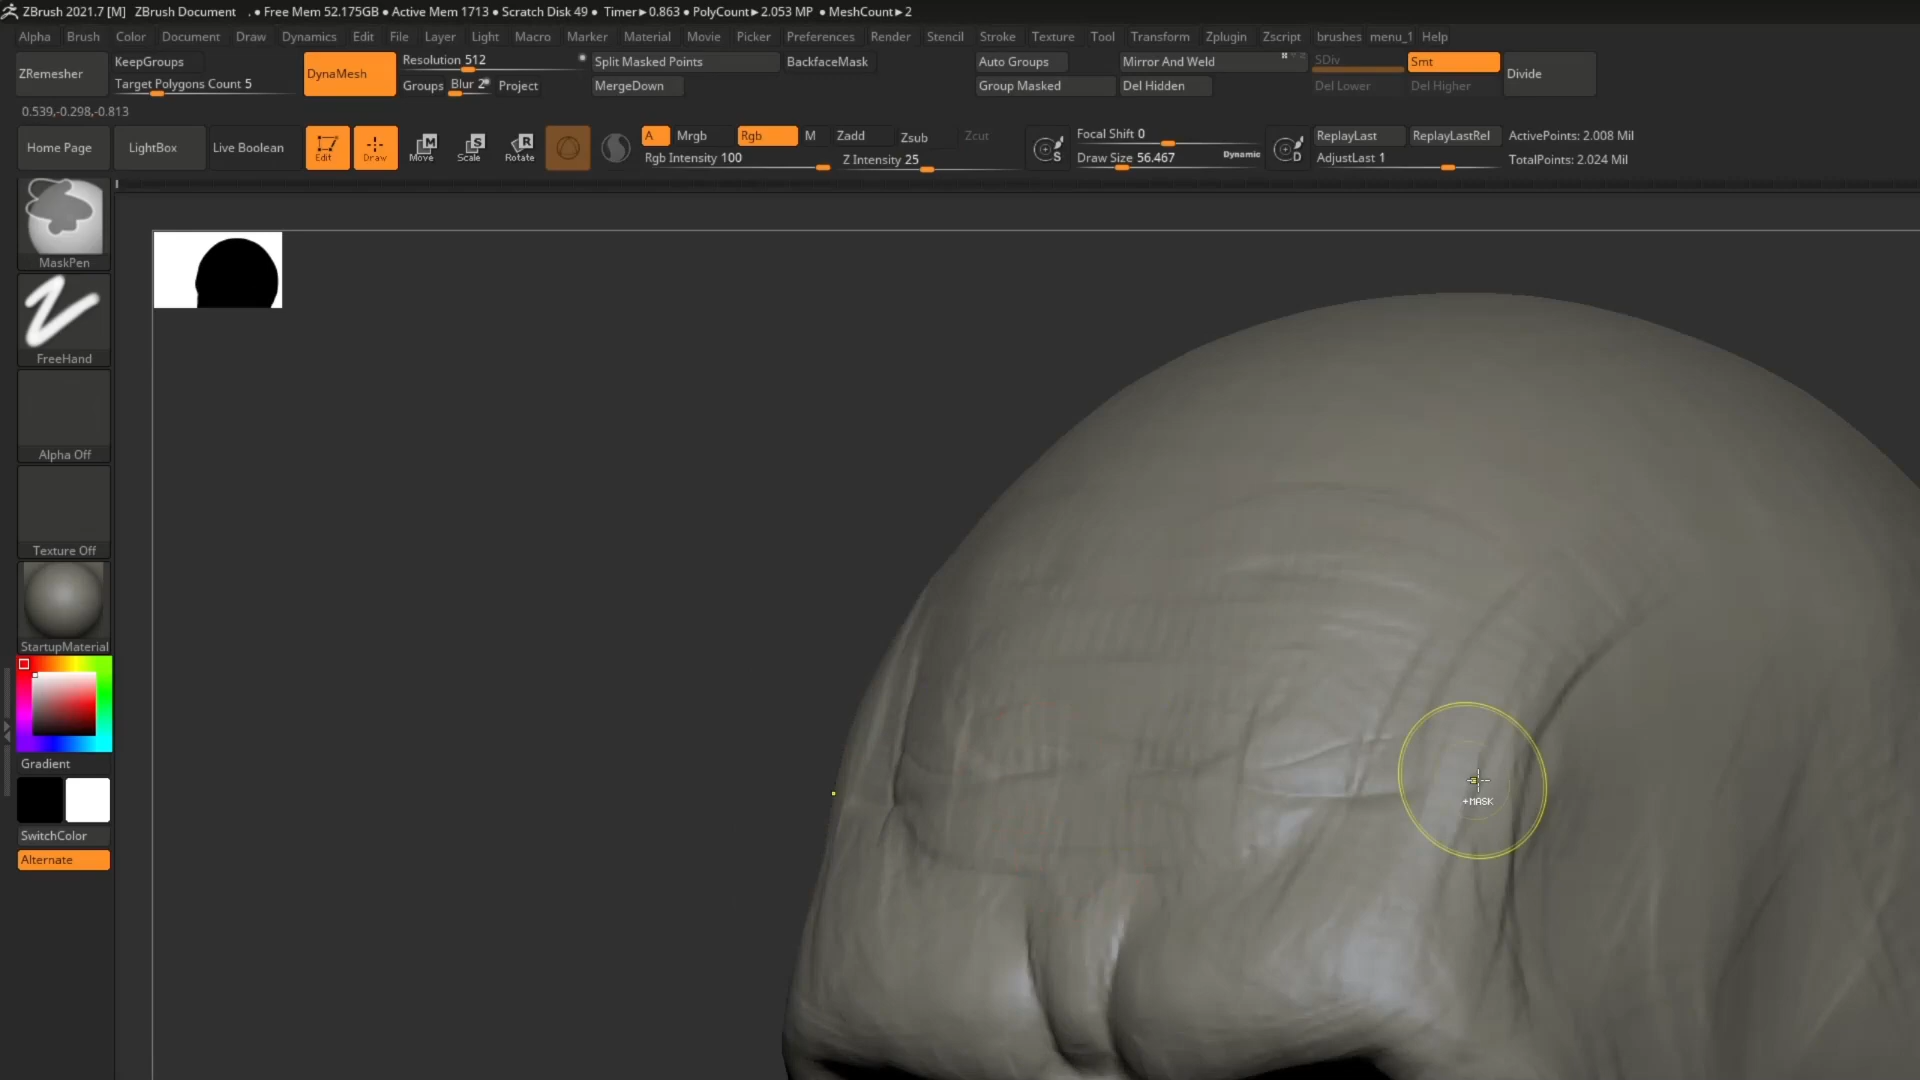 ZBrush 2021.7 [M] ZBrush Document . • Free Mem 52.175GB • Active Mem 1713 • Scratch Disk 49 • Timer►0.863 • PolyCount►2.053 MP • MeshCount►2
Alpha Brush Color Document Draw Dynamics Edit File Layer Light Macro Marker Material Movie Picker Preferences Render Stencil Stroke Texture Tool Transform Zplugin Zscript brushes menu_1 Help
ZRemesher KeepGroups DynaMesh Resolution 512 Split Masked Points BackfaceMask Auto Groups Mirror And Weld SDiv Smt Divide
Target Polygons Count 5 Groups Blur 2 Project MergeDown Group Masked Del Hidden Del Lower Del Higher
0.539,-0.298,-0.813
Home Page LightBox Live Boolean Edit Draw Move Scale Rotate A Mrgb Rgb M Zadd Zsub Zcut Focal Shift 0 ReplayLast ReplayLastRel ActivePoints: 2.008 Mil
Rgb Intensity 100 Z Intensity 25 S Draw Size 56.467 Dynamic D AdjustLast 1 TotalPoints: 2.024 Mil
MaskPen
FreeHand
Alpha Off
Texture Off
StartupMaterial
Gradient
SwitchColor
Alternate
+MASK